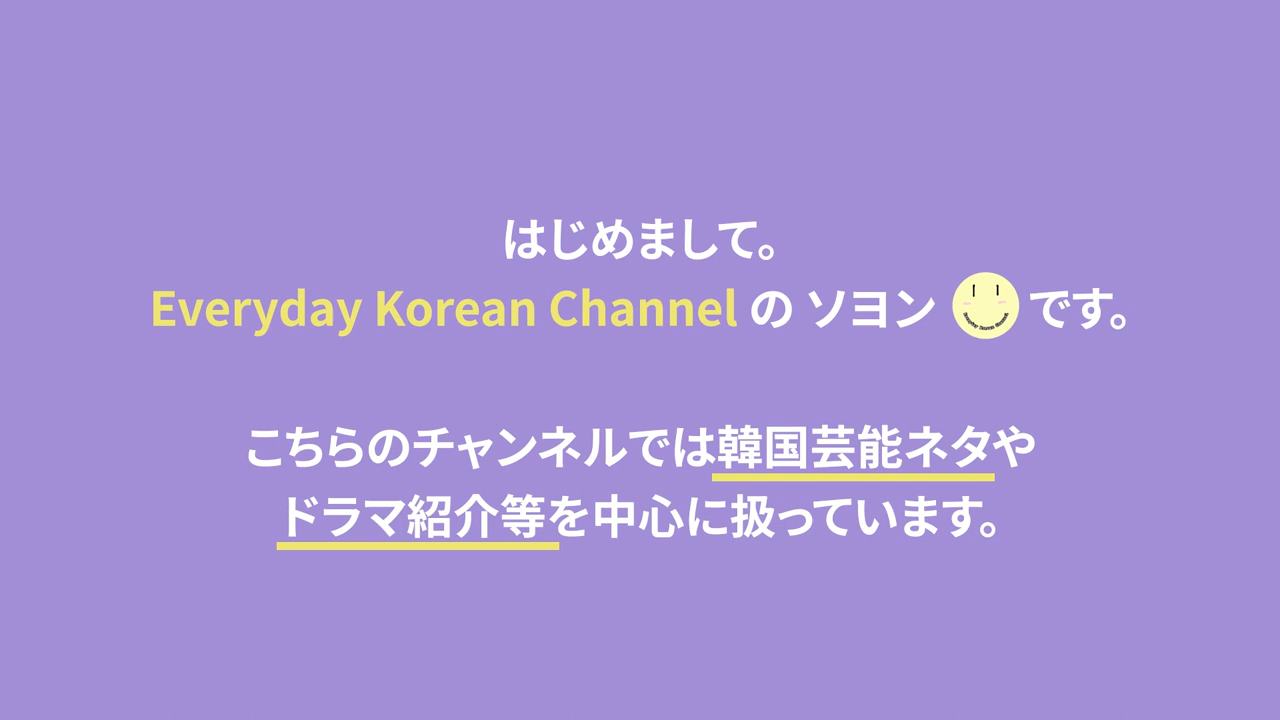 はじめまして。
Everyday Korean Channel の ソヨン です。
こちらのチャンネルでは韓国芸能ネタや
ドラマ紹介等を中心に扱っています。